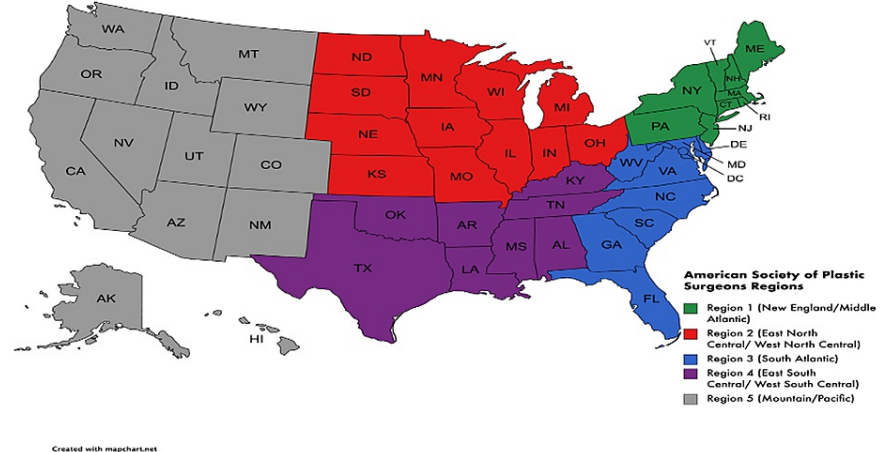 WA
MT
ND
MN
OR
ID
SD
WI
MI
WY
NE
IA
NV
UT
CO
KS
MO
IL
IN
OH
CA
AZ
NM
OK
AR
KY
TN
TX
LA
MS
AL
GA
FL
SC
NC
VA
WV
PA
NY
VT
NH
ME
MA
CT
RI
NJ
DE
MD
DC
AK
HI
American Society of Plastic
Surgeons Regions
Region 1 (New England/Middle
Atlantic)
Region 2 (East North
Central/ West North Central)
Region 3 (South Atlantic)
Region 4 (East South
Central/ West South Central)
Region 5 (Mountain/Pacific)
Created with mapchart.net